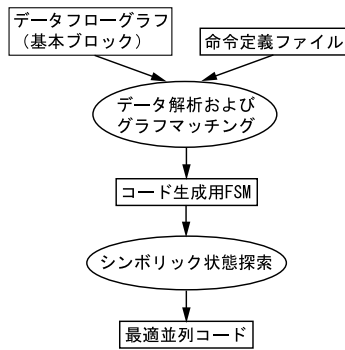 データフローグラフ
（基本ブロック）
命令定義ファイル
データ解析および
グラフマッチング
コード生成用FSM
シンボリック状態探索
最適並列コード